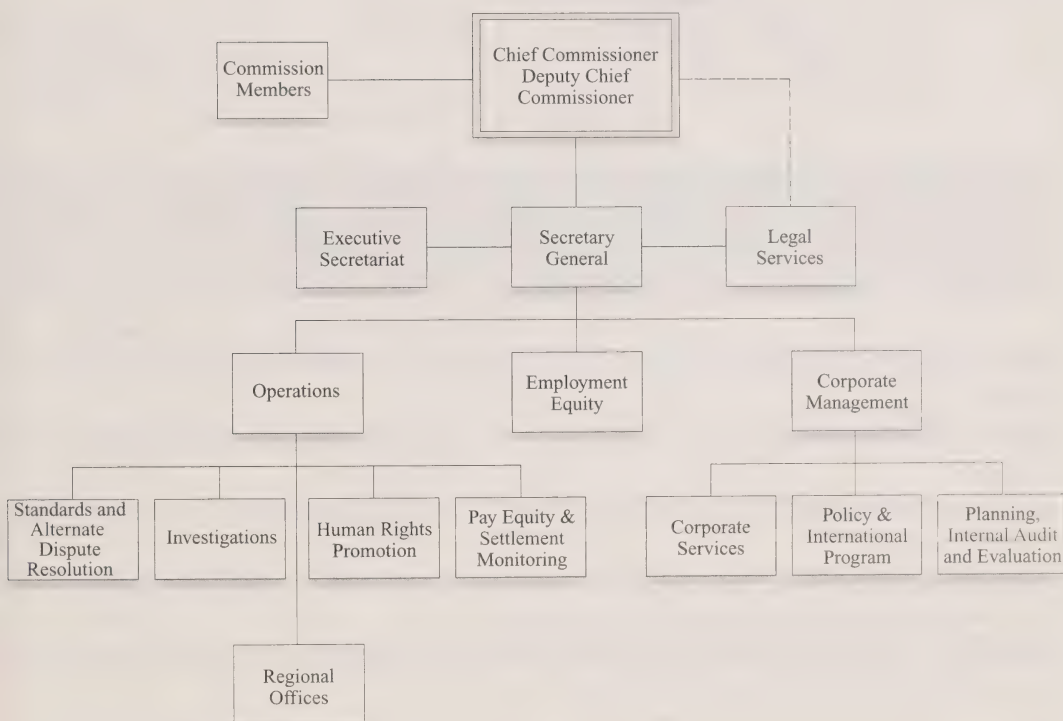 Chief Commissioner
Deputy Chief
Commissioner
Commission
Members
Executive
Secretariat
Secretary
General
Legal
Services
Operations
Employment
Equity
Corporate
Management
Standards and
Alternate
Dispute
Resolution
Investigations
Human Rights
Promotion
Pay Equity &
Settlement
Monitoring
Corporate
Services
Policy &
International
Program
Planning,
Internal Audit
and Evaluation
Regional
Offices